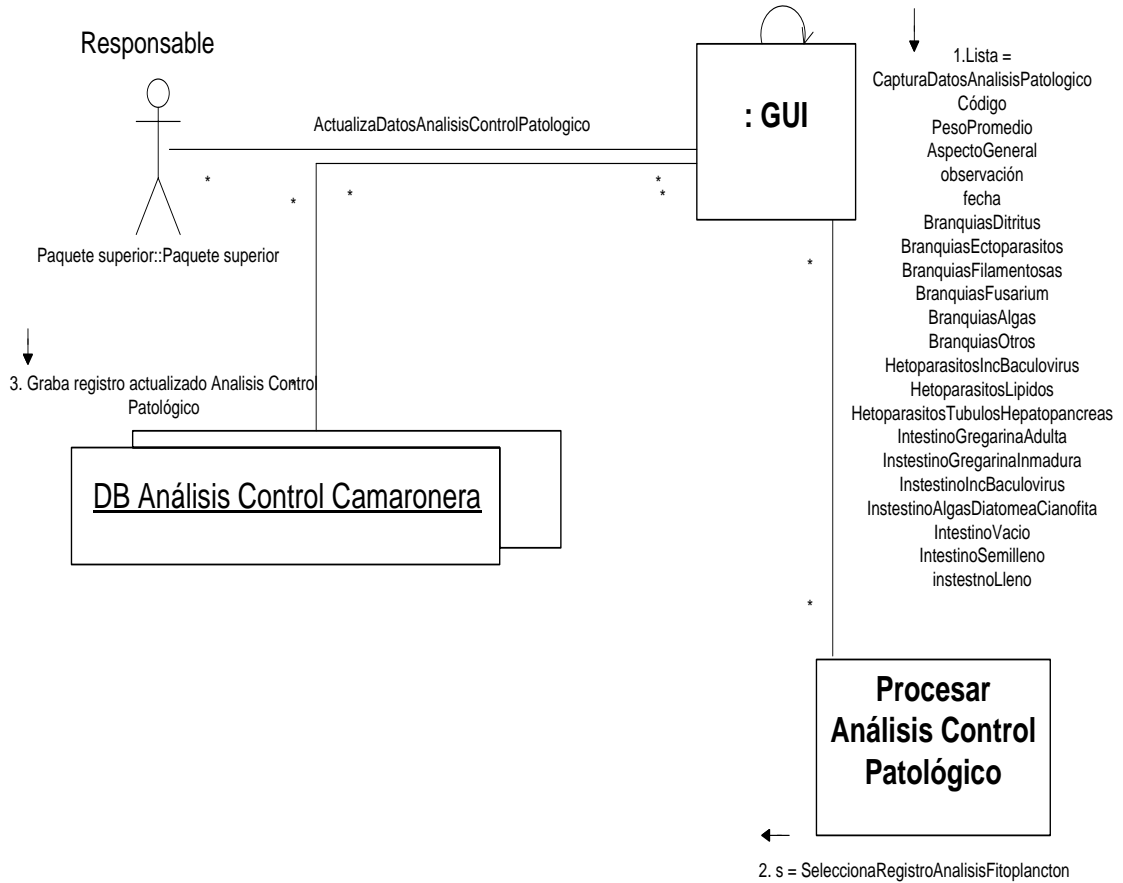 Responsable
ActualizaDatosAnalisisControlPatologico
: GUI
1.Lista =
CapturaDatosAnalisisPatologico
Código
PesoPromedio
AspectoGeneral
observación
fecha
BranquiasDitritus
BranquiasEctoparasitos
BranquiasFilamentosas
BranquiasFusarium
BranquiasAlgas
BranquiasOtros
HetoparasitosIncBaculovirus
HetoparasitosLipidos
HetoparasitosTubulosHepatopancreas
IntestinoGregarinaAdulta
InstestinoGregarinaInmadura
InstestinoIncBaculovirus
InstestinoAlgasDiatomeaCianofita
IntestinoVacio
IntestinoSemilleno
instestnoLleno
*
*
*
*
*
Paquete superior::Paquete superior
*
3. Graba registro actualizado Analisis Control
Patológico
*
DB Análisis Control Camaronera
*
Procesar
Análisis Control
Patológico
2. s = SeleccionaRegistroAnalisisFitoplancton